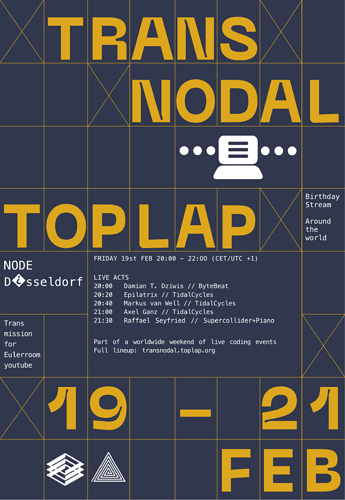 TRANS
NODAL
TOPLAP
Birthday
Stream
Around
the
world
NODE
D�sseldorf
FRIDAY 19st FEB 20:00 – 22:00 (CET/UTC +1)
LIVE ACTS
20:00 Damian T. Dziwis // ByteBeat
20:20 Epilatrix // TidalCycles
20:40 Markus van Well // TidalCycles
21:00 Axel Ganz // TidalCycles
21:30 Raffael Seyfried // Supercollider+Piano
Part of a worldwide weekend of live coding events
Full lineup: transnodal.toplap.org
Trans
mission
for
Eulerroom
youtube
19 – 21
FEB